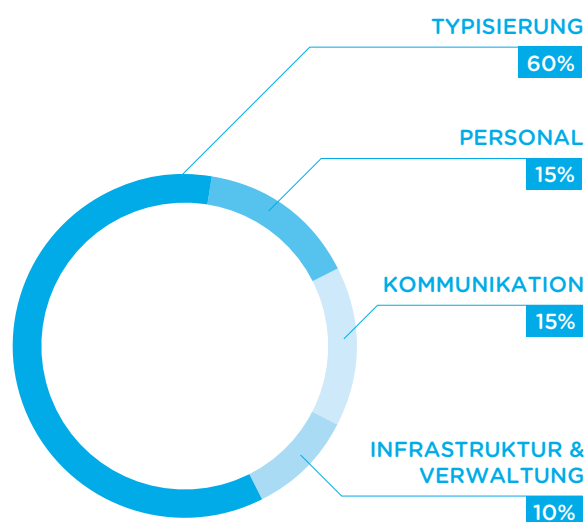 TYPISIERUNG
60%
PERSONAL
15%
KOMMUNIKATION
15%
INFRASTRUKTUR &
VERWALTUNG
10%